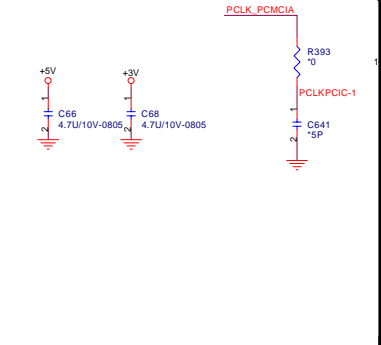 PCLK_PCMCIA
R393
*0
1
PCLKPCIC-1
+5V
+3V
1
1
1
C66
C68
C641
4.7U/10V-0805
4.7U/10V-0805
*5P
2
2
2